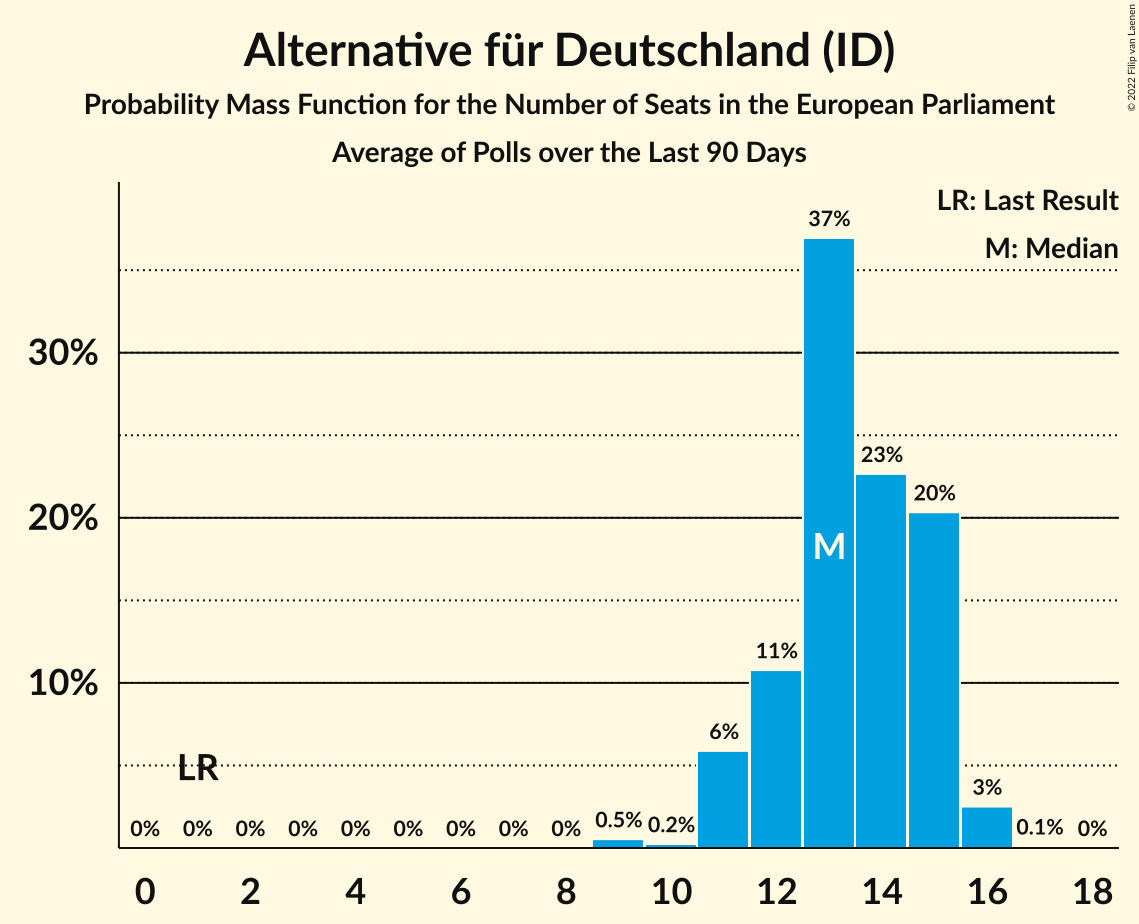 Alternative für Deutschland (ID)
Probability Mass Function for the Number of Seats in the European Parliament
Average of Polls over the Last 90 Days
© 2022 Filip van Laenen
LR: Last Result
M: Median
37%
30%
23%
20%
20%
M
11%
10%
6%
LR
3%
0% 0% 0% 0% 0% 0% 0% 0% 0% 0.5% 0.2% 0.1% 0%
0 2 4 6 8 10 12 14 16 18